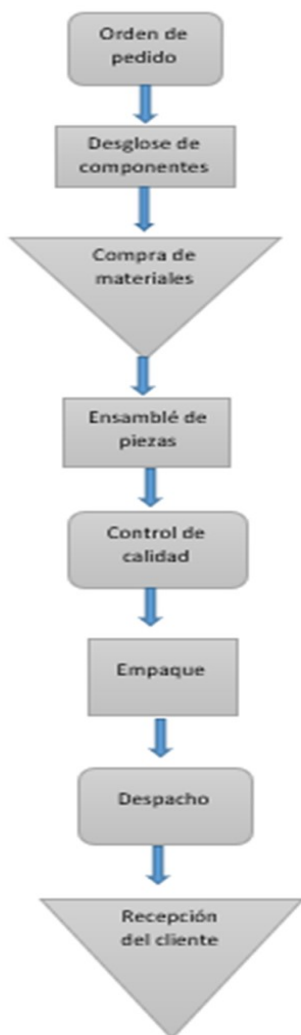 Orden de
pedido
Desglose de
componentes
Compra de
materiales
Ensamblé de
piezas
Control de
calidad
Empaque
Despacho
Recepción
del cliente